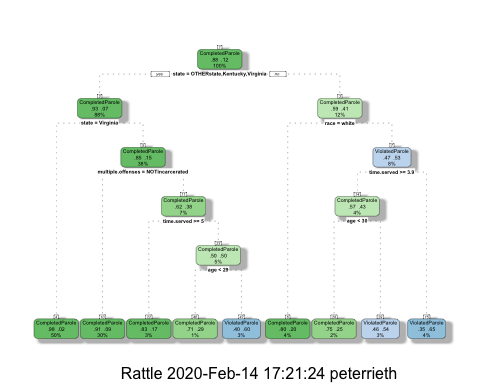 CompletedParole
.88 .12
100%
yes state = OTHERstate,Kentucky,Virginia no
CompletedParole
.93 .07
88%
state = Virginia
CompletedParole
.59 .41
12%
race = white
CompletedParole
.85 .15
38%
multiple.offenses = NOTincarcerated
ViolatedParole
.47 .53
8%
time.served >= 3.9
CompletedParole
.62 .38
7%
time.served >= 5
CompletedParole
.57 .43
4%
age < 30
CompletedParole
.50 .50
5%
age < 29
CompletedParole
.98 .02
50%
CompletedParole
.91 .09
30%
CompletedParole
.83 .17
3%
CompletedParole
.71 .29
1%
ViolatedParole
.40 .60
3%
CompletedParole
.80 .20
4%
CompletedParole
.75 .25
2%
ViolatedParole
.46 .54
3%
ViolatedParole
.35 .65
4%
Rattle 2020-Feb-14 17:21:24 peterrieth